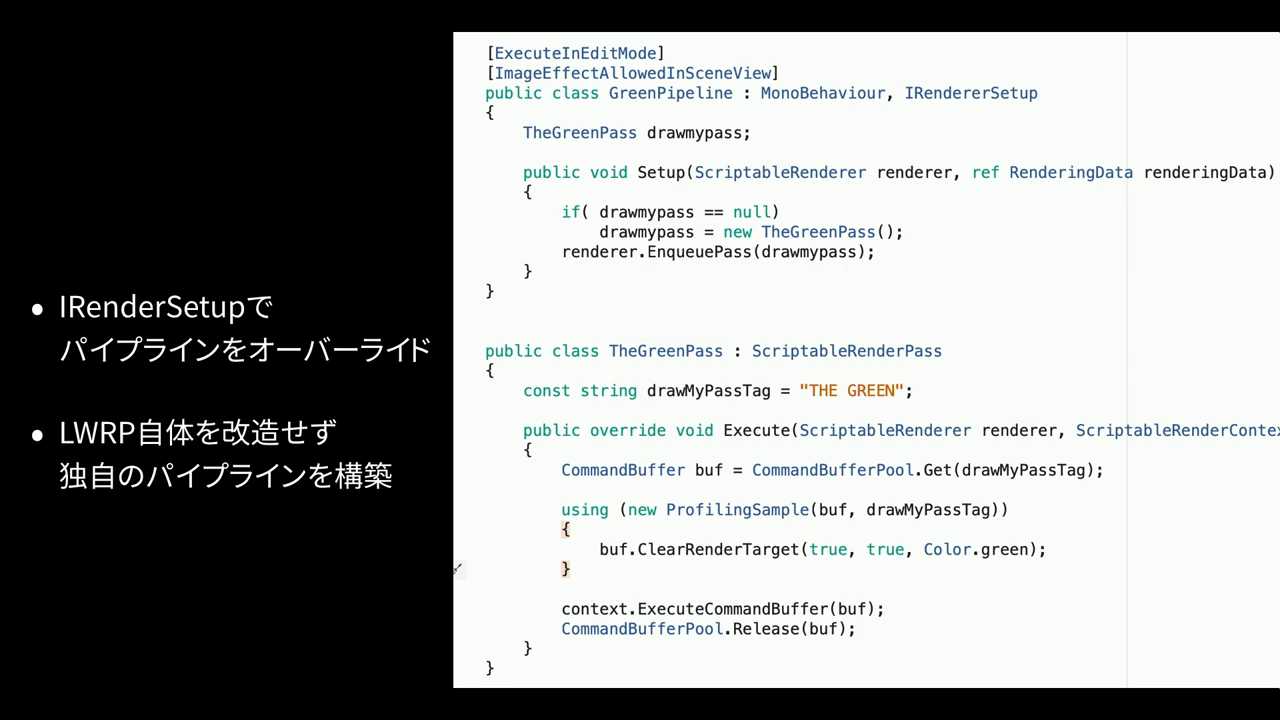 • IRenderSetupで
パイプラインをオーバーライド
• LWRP自体を改造せず
独自のパイプラインを構築
[ExecuteInEditMode]
[ImageEffectAllowedInSceneView]
public class GreenPipeline : MonoBehaviour, IRendererSetup
{
    TheGreenPass drawmypass;

    public void Setup(ScriptableRenderer renderer, ref RenderingData renderingData)
    {
        if( drawmypass == null)
            drawmypass = new TheGreenPass();
        renderer.EnqueuePass(drawmypass);
    }
}

public class TheGreenPass : ScriptableRenderPass
{
    const string drawMyPassTag = "THE GREEN";

    public override void Execute(ScriptableRenderer renderer, ScriptableRenderConte
    {
        CommandBuffer buf = CommandBufferPool.Get(drawMyPassTag);

        using (new ProfilingSample(buf, drawMyPassTag))
        {
            buf.ClearRenderTarget(true, true, Color.green);
        }

        context.ExecuteCommandBuffer(buf);
        CommandBufferPool.Release(buf);
    }
}